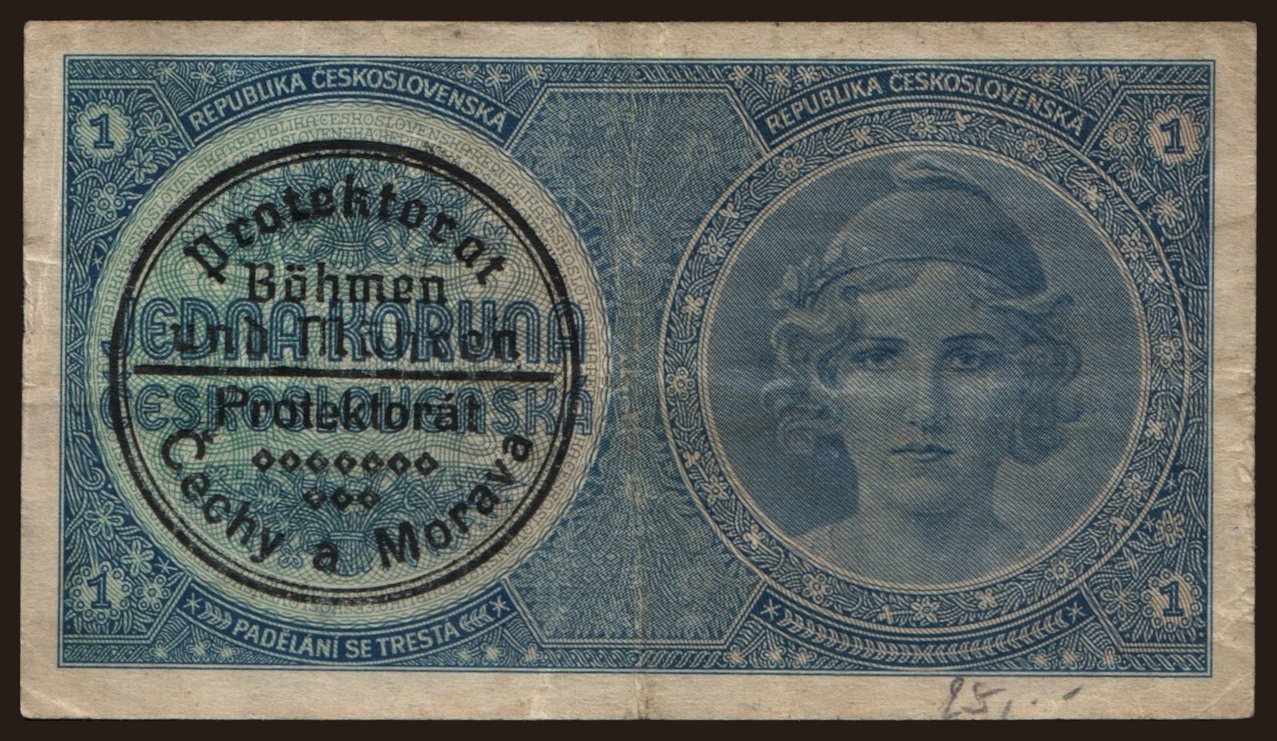 REPUBLIKA ČESKOSLOVENSKÁ
REPUBLIKA ČESKOSLOVENSKÁ
1
1
Protektorat
Böhmen
und Mähren
JEDNA KORUNA
ČESKOSLOVENSKÁ
Protektorát
Čechy a Morava
1
1
PADĚLÁNÍ SE TRESTÁ
25,.-